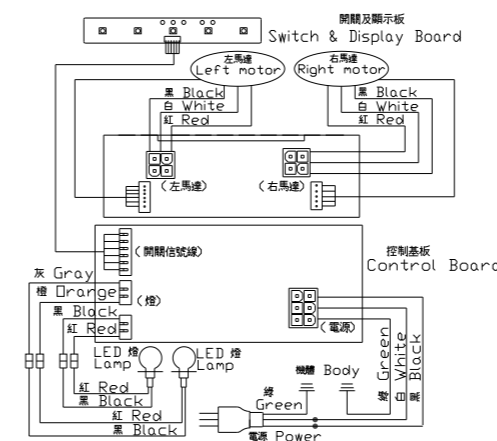 開關及顯示板
Switch & Display Board
左馬達
Left motor
右馬達
Right motor
黑 Black
白 White
紅 Red
黑 Black
白 White
紅 Red
(左馬達)
(右馬達)
(開關信號線)
控制基板
Control Board
灰 Gray
橙 Orange
(燈)
黑 Black
紅 Red
(電源)
LED 燈
Lamp
LED 燈
Lamp
紅 Red
黑 Black
紅 Red
黑 Black
機體 Body
綠
Green
綠 Green
白 White
黑 Black
電源 Power